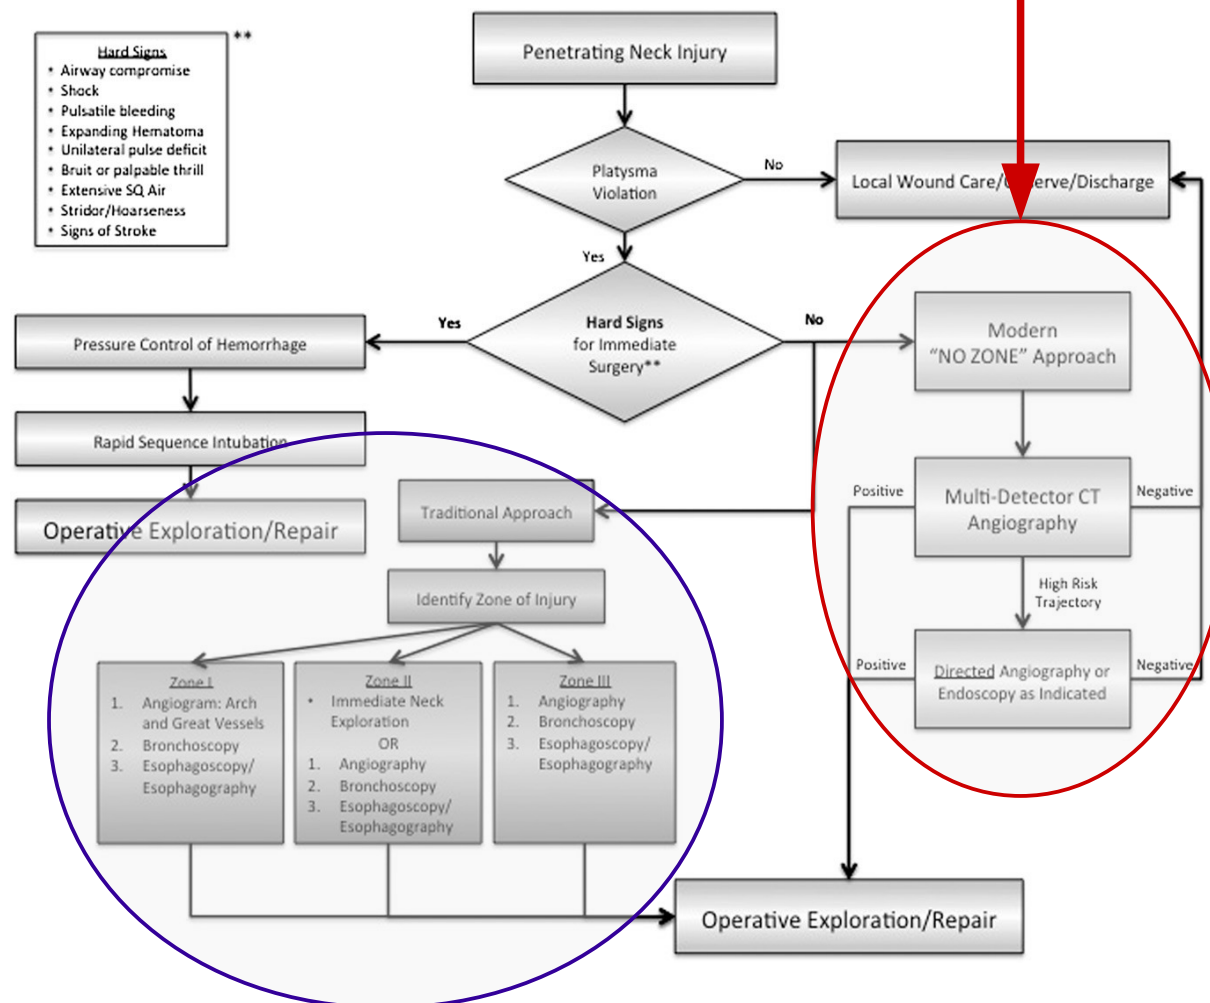 **
Hard Signs
* Airway compromise
* Shock
* Pulsatile bleeding
* Expanding Hematoma
* Unilateral pulse deficit
* Bruit or palpable thrill
* Extensive SQ Air
* Stridor/Hoarseness
* Signs of Stroke
Penetrating Neck Injury
Platysma
Violation
No
Local Wound Care/ /Discharge
Yes
Hard Signs
for Immediate
Surgery**
Yes
No
Pressure Control of Hemorrhage
Rapid Sequence Intubation
Operative Exploration/Repair
Modern
“NO ZONE” Approach
Multi-Detector CT
Angiography
Positive
Negative
High Risk
Trajectory
Directed Angiography or
Endoscopy as Indicated
Positive
Negative
Traditional Approach
Identify Zone of Injury
Zone I
1. Angiogram: Arch
and Great Vessels
2. Bronchoscopy
3. Esophagoscopy/
Esophagography
Zone II
• Immediate Neck
Exploration
OR
1. Angiography
2. Bronchoscopy
3. Esophagoscopy/
Esophagography
Zone III
1. Angiography
2. Bronchoscopy
3. Esophagoscopy/
Esophagography
Operative Exploration/Repair